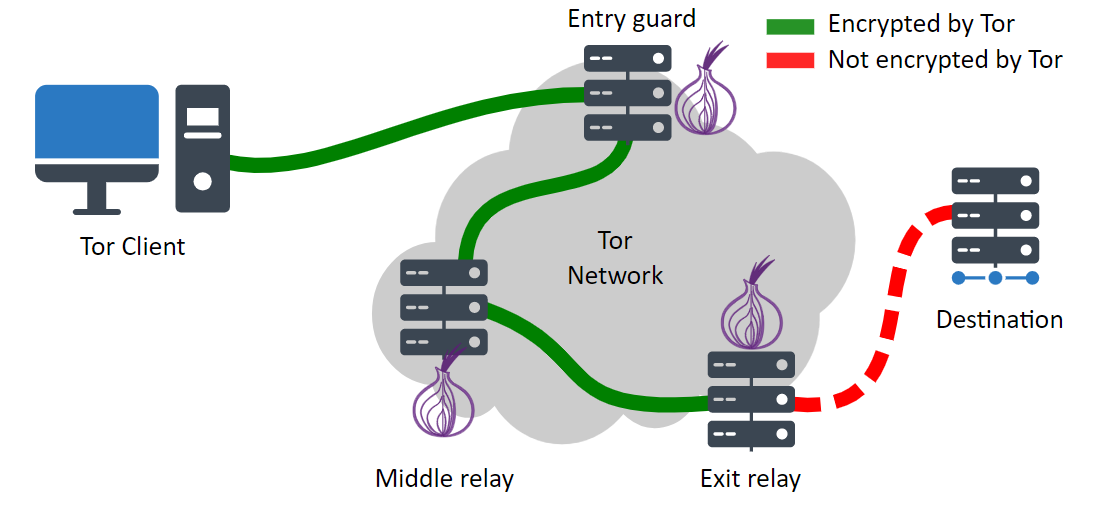 Entry guard
Encrypted by Tor
Not encrypted by Tor
Tor Client
Tor
Network
Destination
Middle relay
Exit relay